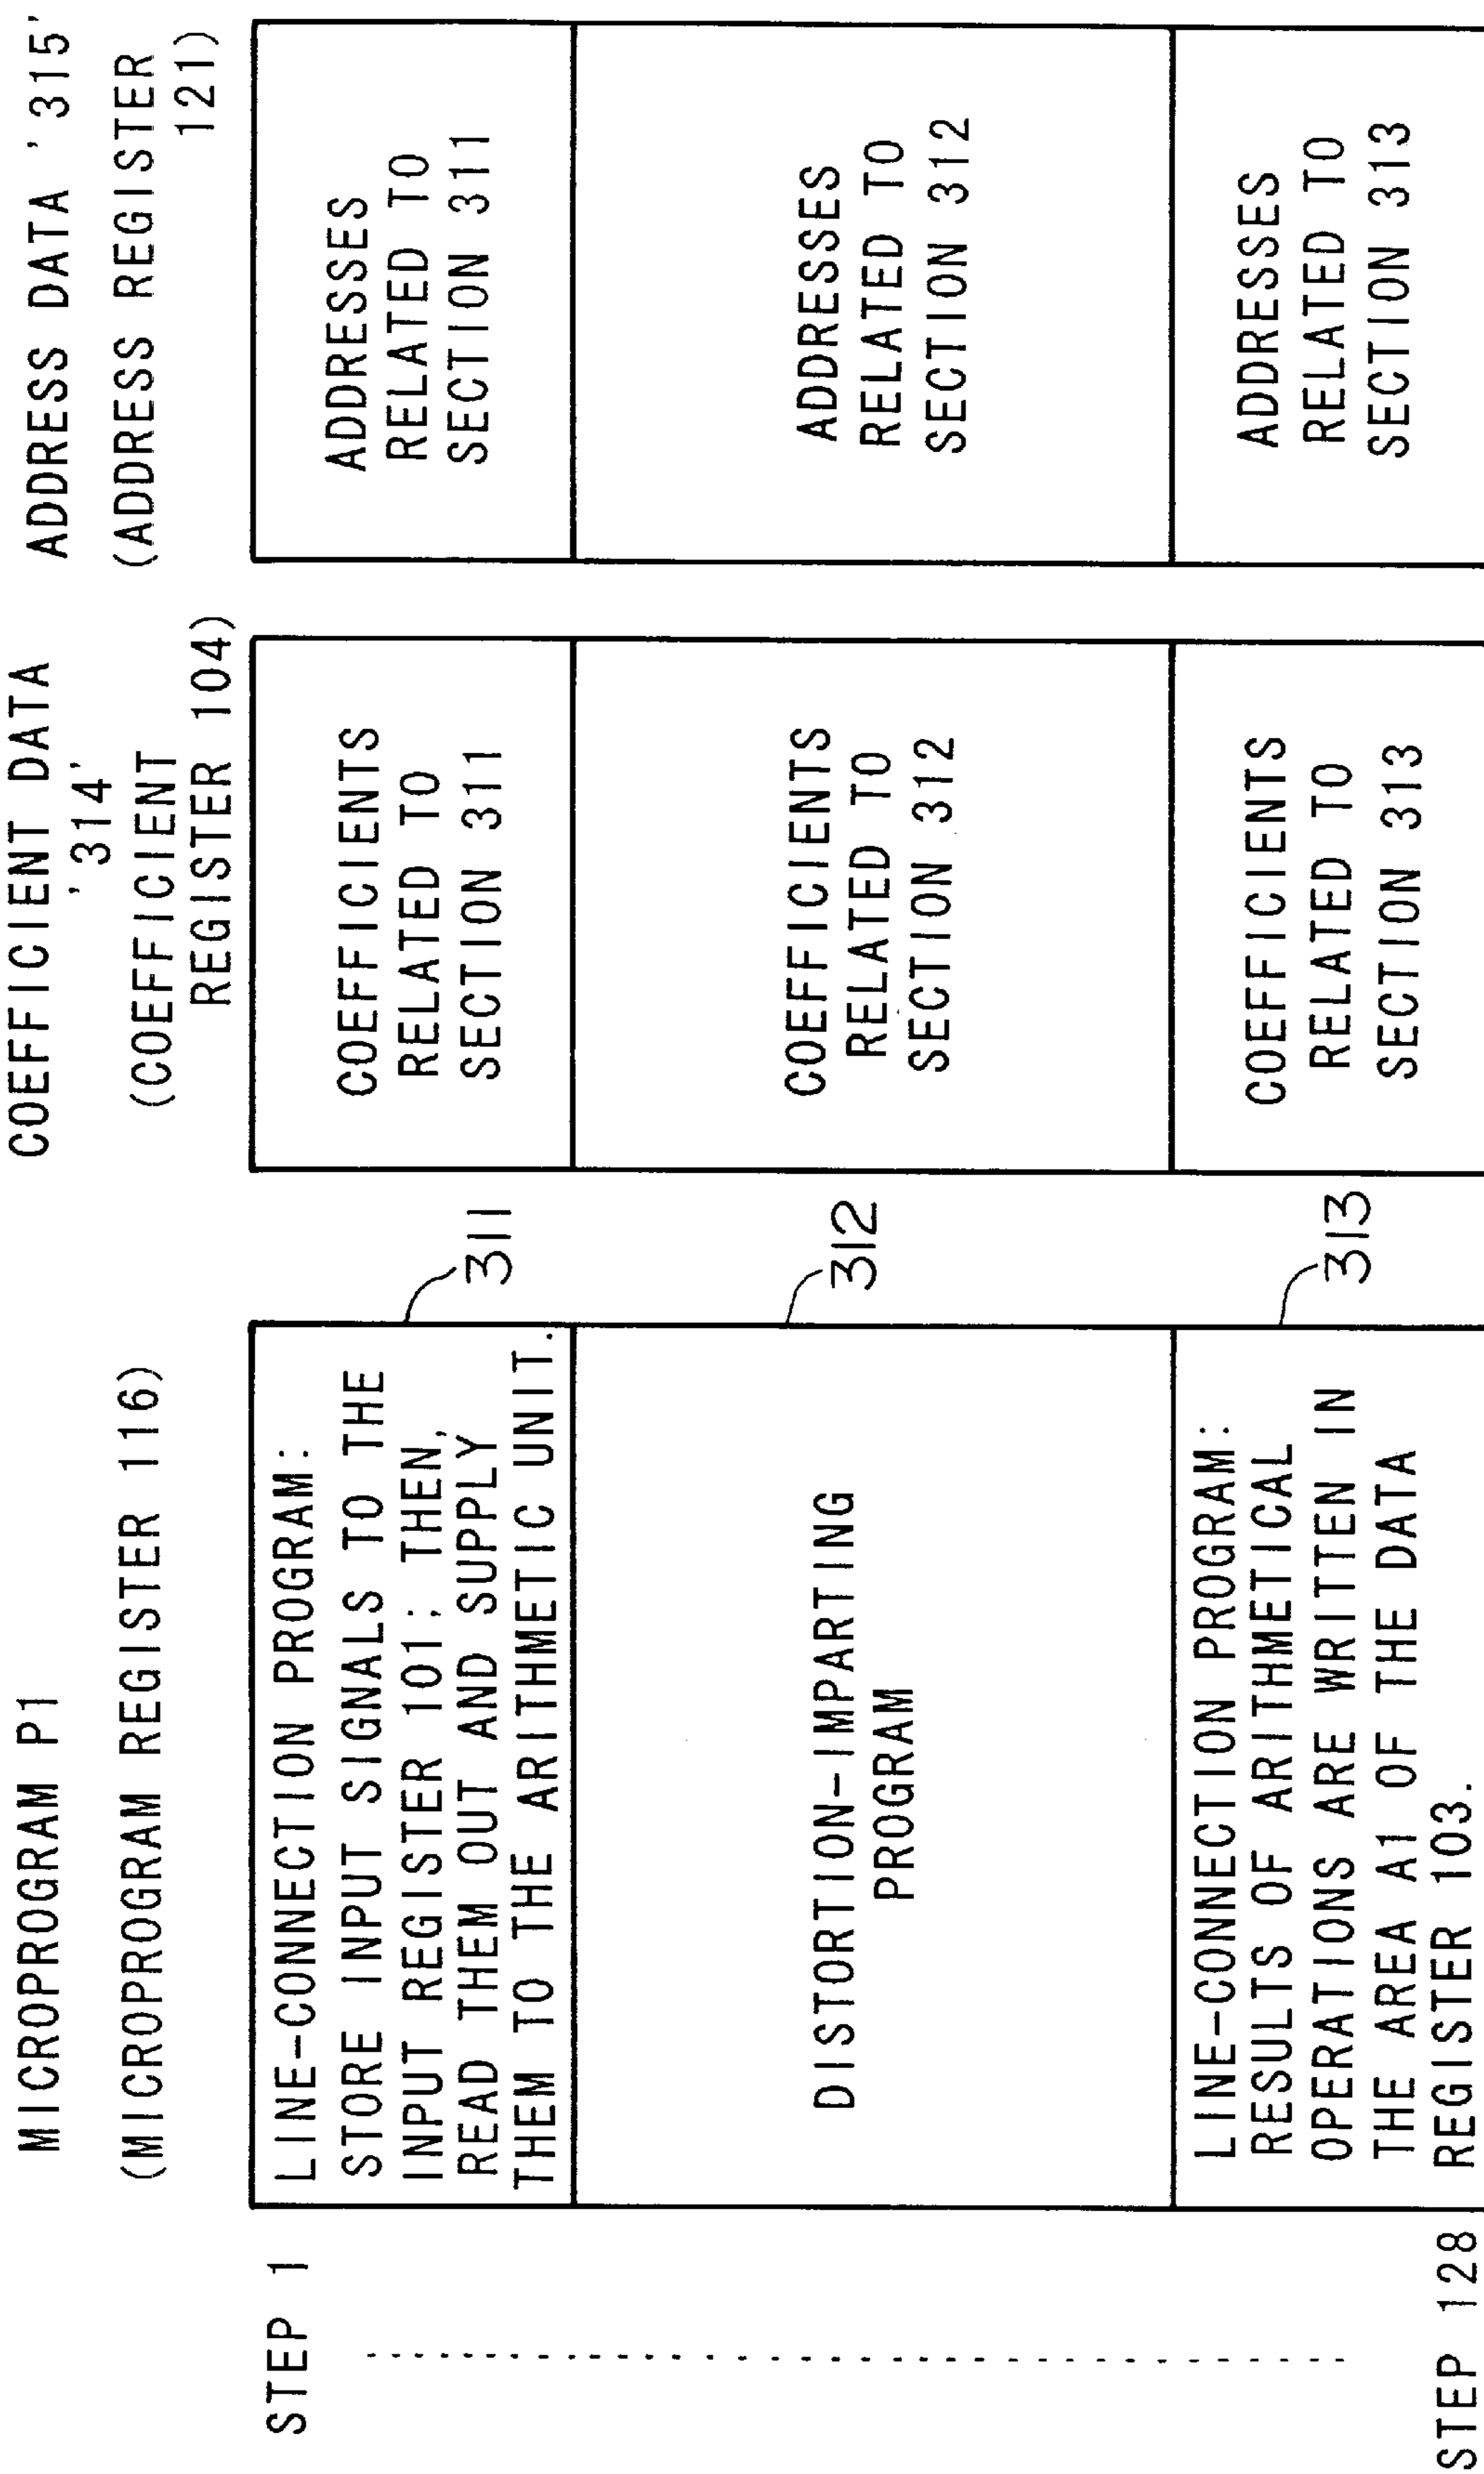 MICROPROGRAM P1
(MICROPROGRAM REGISTER 116)
COEFFICIENT DATA
'314'
(COEFFICIENT
REGISTER 104)
ADDRESS DATA '315'
(ADDRESS REGISTER
121)
STEP 1
LINE-CONNECTION PROGRAM:
STORE INPUT SIGNALS TO THE
INPUT REGISTER 101; THEN,
READ THEM OUT AND SUPPLY
THEM TO THE ARITHMETIC UNIT.
311
COEFFICIENTS
RELATED TO
SECTION 311
ADDRESSES
RELATED TO
SECTION 311
DISTORTION-IMPARTING
PROGRAM
312
COEFFICIENTS
RELATED TO
SECTION 312
ADDRESSES
RELATED TO
SECTION 312
LINE-CONNECTION PROGRAM:
RESULTS OF ARITHMETICAL
OPERATIONS ARE WRITTEN IN
THE AREA A1 OF THE DATA
REGISTER 103.
313
COEFFICIENTS
RELATED TO
SECTION 313
ADDRESSES
RELATED TO
SECTION 313
STEP 128